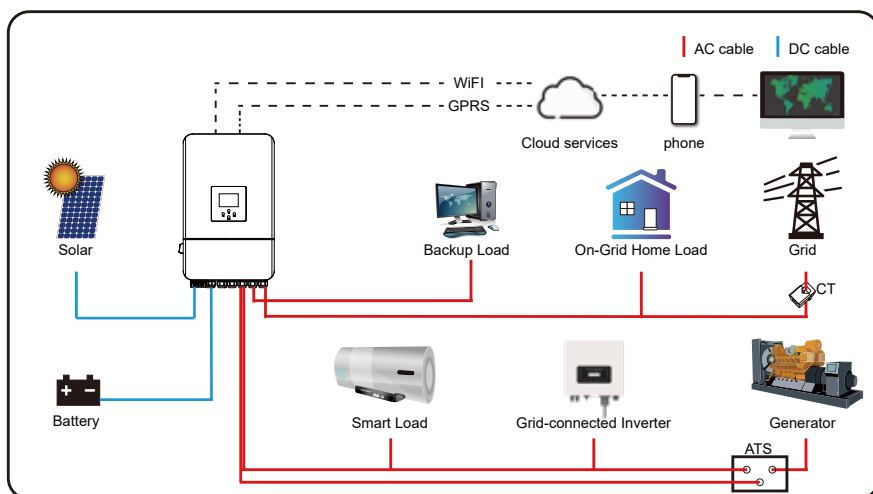 AC cable
DC cable
WiFI
GPRS
Cloud services
phone
Solar
Backup Load
On-Grid Home Load
Grid
CT
Battery
Smart Load
Grid-connected Inverter
Generator
ATS